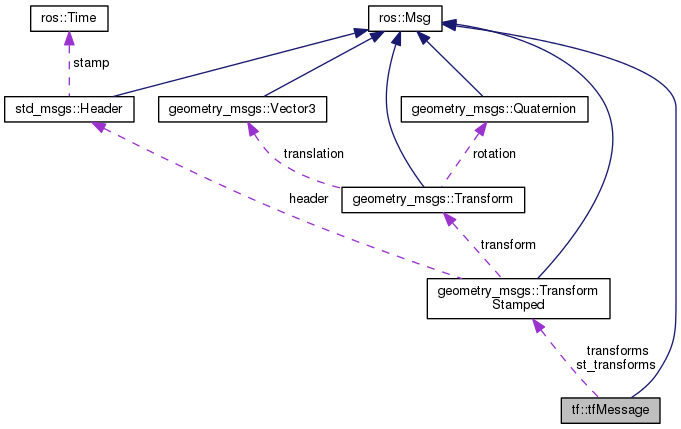 ros::Time
ros::Msg
stamp
std_msgs::Header
geometry_msgs::Vector3
geometry_msgs::Quaternion
translation
rotation
header
geometry_msgs::Transform
transform
geometry_msgs::Transform
Stamped
transforms
st_transforms
tf::tfMessage